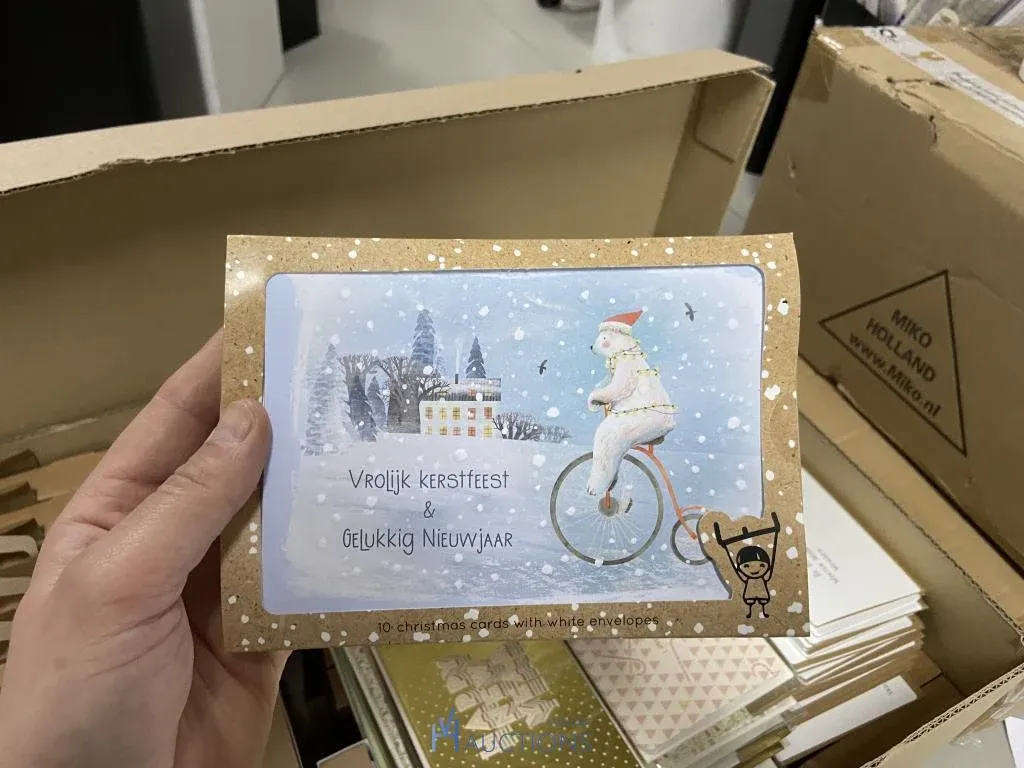 MIKO
HOLLAND
www.Miko.nl
Vrolijk kerstfeest
&
Gelukkig Nieuwjaar
10 christmas cards with white envelopes
AUCTIONS